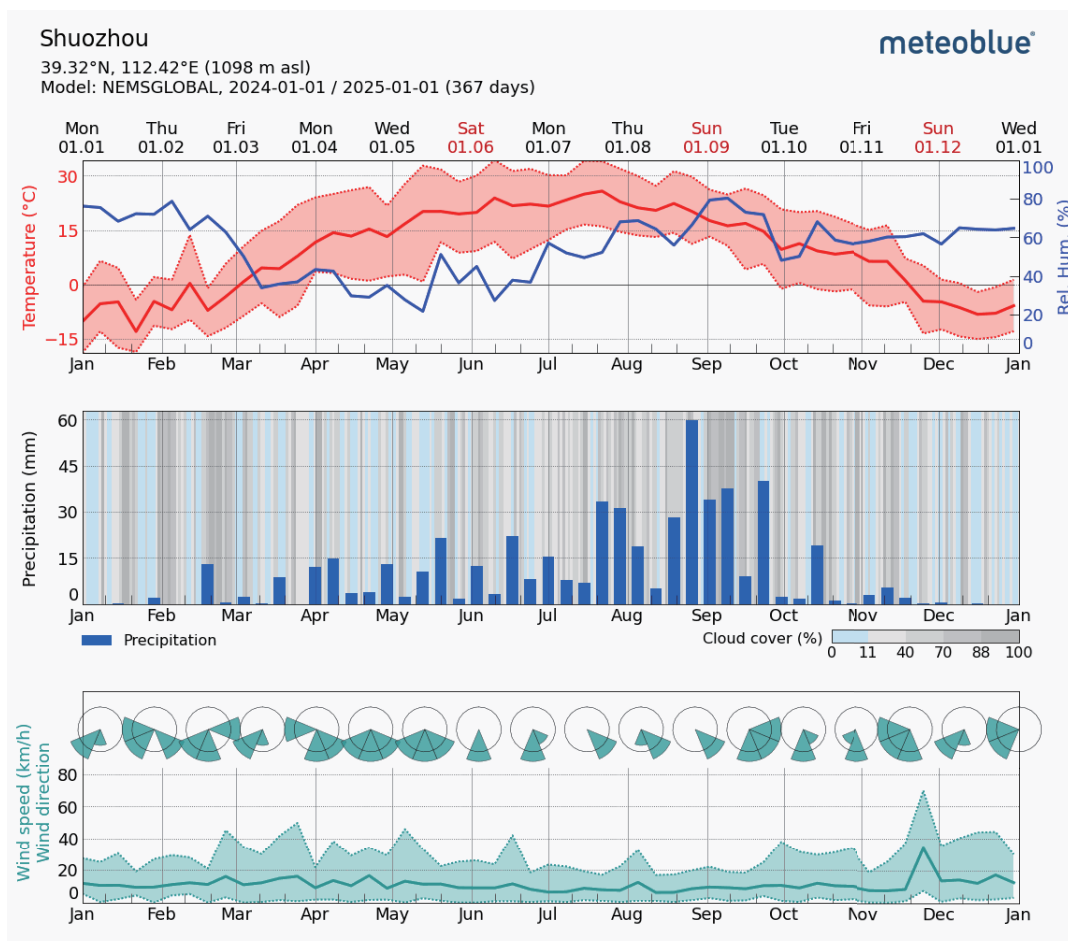 Shuozhou
meteoblue®
39.32°N, 112.42°E (1098 m asl)
Model: NEMSGLOBAL, 2024-01-01 / 2025-01-01 (367 days)
Mon Thu Fri Mon Wed Sat Mon Thu Sun Tue Fri Sun Wed
01.01 01.02 01.03 01.04 01.05 01.06 01.07 01.08 01.09 01.10 01.11 01.12 01.01
Temperature (°C)
30
15
0
−15
100
80
60
40
20
0
Rel. Hum. (%)
Jan Feb Mar Apr May Jun Jul Aug Sep Oct Nov Dec Jan
Precipitation (mm)
60
45
30
15
0
Jan Feb Mar Apr May Jun Jul Aug Sep Oct Nov Dec Jan
Precipitation
Cloud cover (%)
0 11 40 70 88 100
Wind speed (km/h)
Wind direction
80
60
40
20
0
Jan Feb Mar Apr May Jun Jul Aug Sep Oct Nov Dec Jan